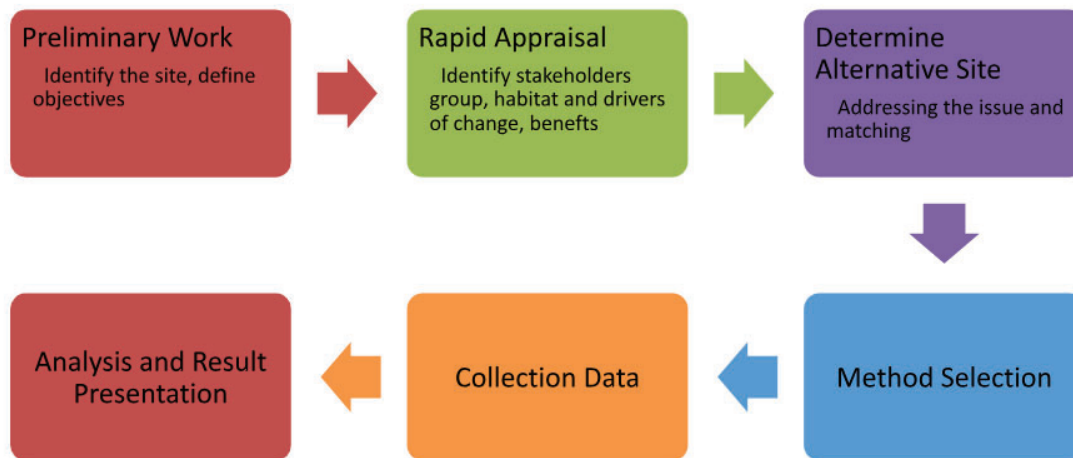 Preliminary Work
Identify the site, define
objectives
Rapid Appraisal
Identify stakeholders
group, habitat and drivers
of change, benefts
Determine
Alternative Site
Addressing the issue and
matching
Method Selection
Collection Data
Analysis and Result
Presentation